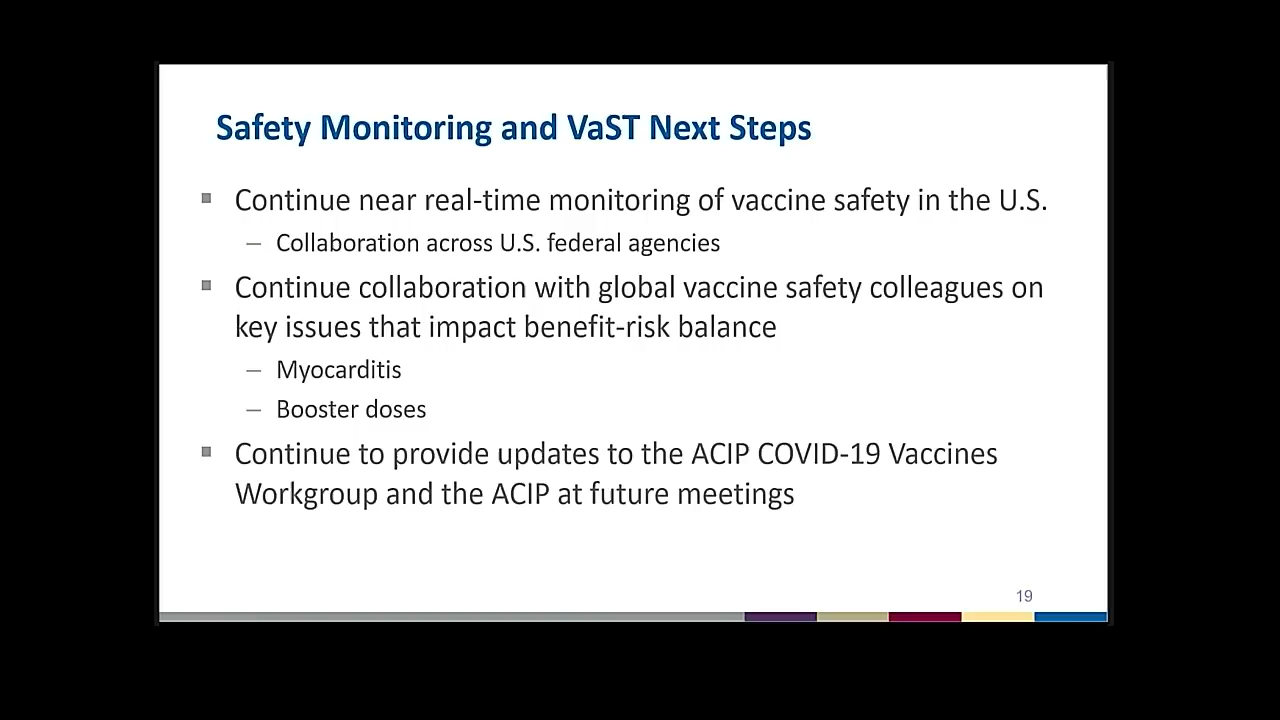 Safety Monitoring and VaST Next Steps
▪ Continue near real-time monitoring of vaccine safety in the U.S.
– Collaboration across U.S. federal agencies
▪ Continue collaboration with global vaccine safety colleagues on
key issues that impact benefit-risk balance
– Myocarditis
– Booster doses
▪ Continue to provide updates to the ACIP COVID-19 Vaccines
Workgroup and the ACIP at future meetings
19